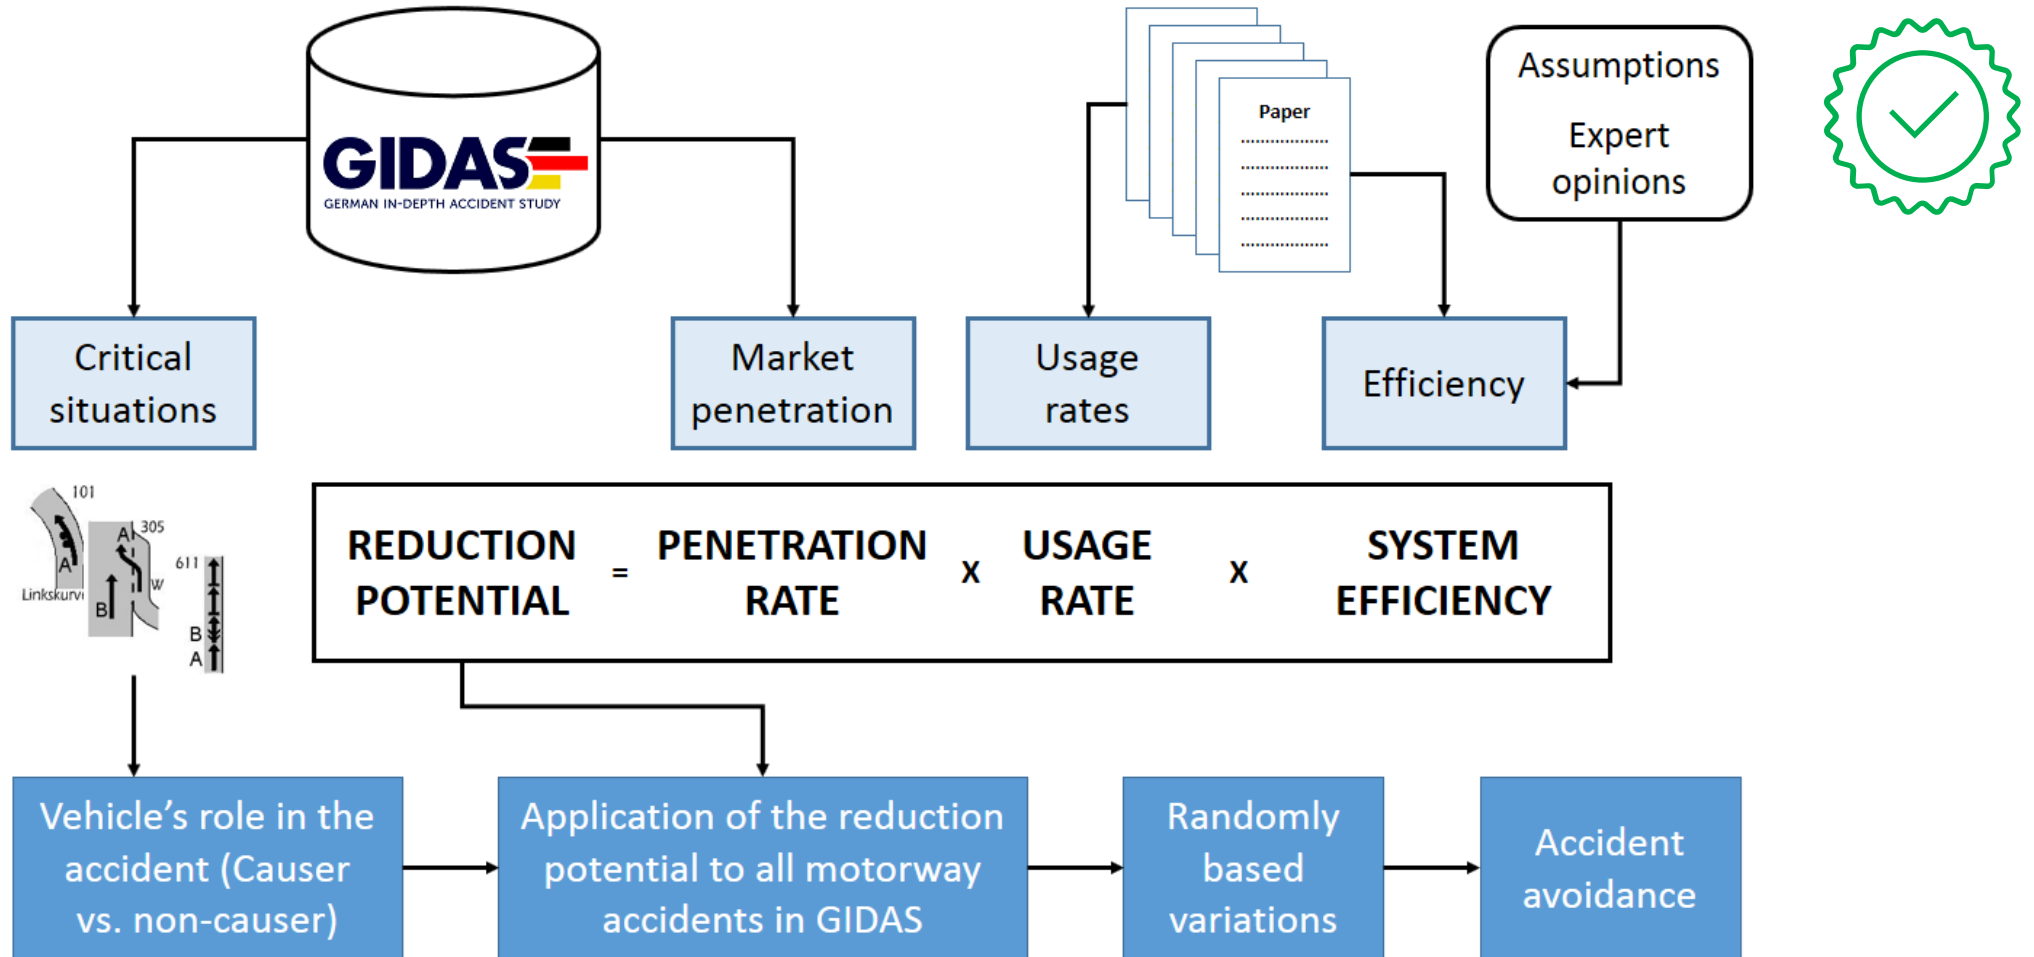 GIDAS
GERMAN IN-DEPTH ACCIDENT STUDY
Paper
Assumptions
Expert
opinions
Critical
situations
Market
penetration
Usage
rates
Efficiency
101
A
Linkskurv
A
305
B
W
611
B
A
REDUCTION
POTENTIAL
=
PENETRATION
RATE
X
USAGE
RATE
X
SYSTEM
EFFICIENCY
Vehicle’s role in the
accident (Causer
vs. non-causer)
Application of the reduction
potential to all motorway
accidents in GIDAS
Randomly
based
variations
Accident
avoidance